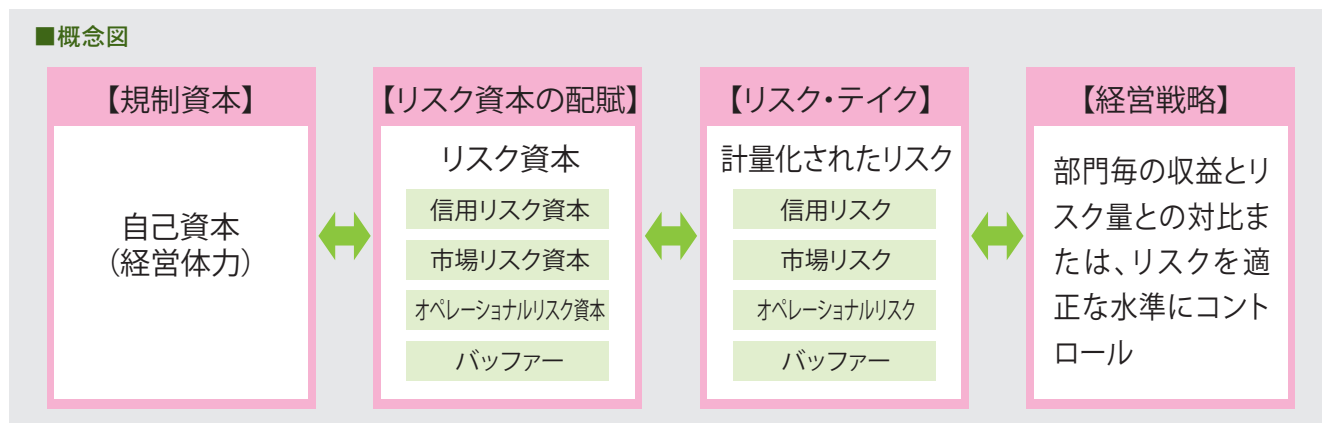 ■概念図
【規制資本】
自己資本
(経営体力)
【リスク資本の配賦】
リスク資本
信用リスク資本
市場リスク資本
オペレーショナルリスク資本
バッファー
【リスク・テイク】
計量化されたリスク
信用リスク
市場リスク
オペレーショナルリスク
バッファー
【経営戦略】
部門毎の収益とリ
スク量との対比ま
たは、リスクを適
正な水準にコント
ロール